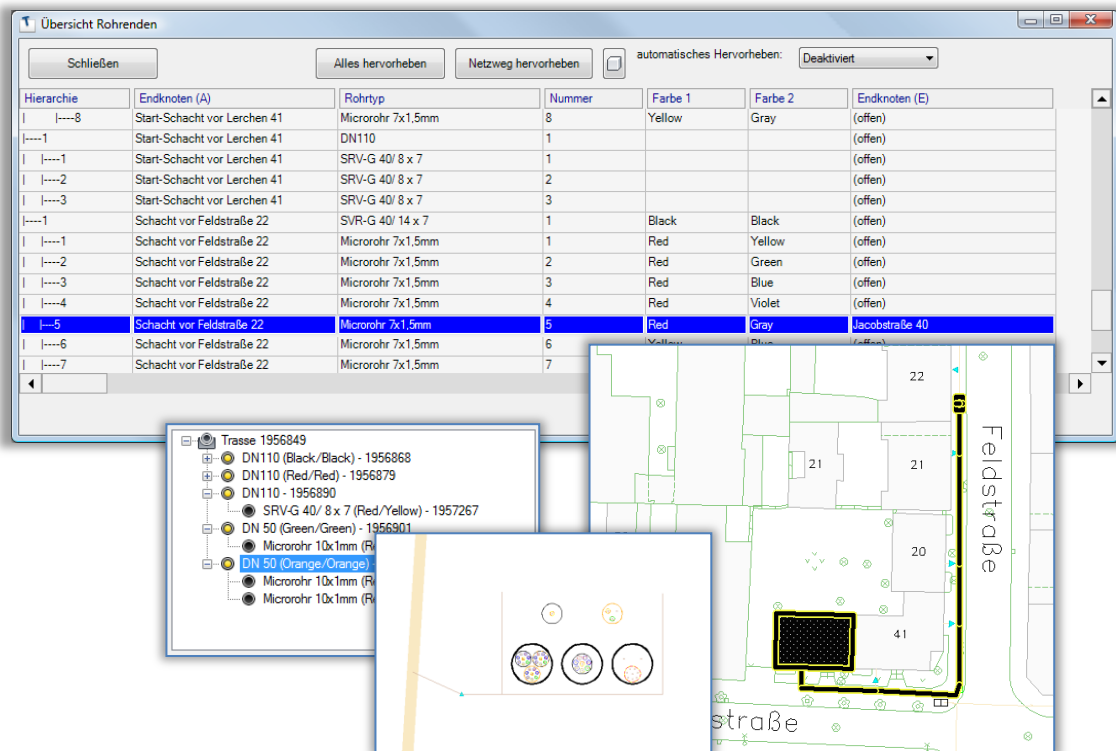 Übersicht Rohrenden
Schließen Alles hervorheben Netzweg hervorheben automatisches Hervorheben: Deaktiviert
Hierarchie Endknoten (A) Rohrtyp Nummer Farbe 1 Farbe 2 Endknoten (E)
| |----8 Start-Schacht vor Lerchen 41 Microrohr 7x1,5mm 8 Yellow Gray (offen)
|----1 Start-Schacht vor Lerchen 41 DN110 1 (offen)
| |----1 Start-Schacht vor Lerchen 41 SRV-G 40/ 8 x 7 1 (offen)
| |----2 Start-Schacht vor Lerchen 41 SRV-G 40/ 8 x 7 2 (offen)
| |----3 Start-Schacht vor Lerchen 41 SRV-G 40/ 8 x 7 3 (offen)
|----1 Schacht vor Feldstraße 22 SVR-G 40/ 14 x 7 1 Black Black (offen)
| |----1 Schacht vor Feldstraße 22 Microrohr 7x1,5mm 1 Red Yellow (offen)
| |----2 Schacht vor Feldstraße 22 Microrohr 7x1,5mm 2 Red Green (offen)
| |----3 Schacht vor Feldstraße 22 Microrohr 7x1,5mm 3 Red Blue (offen)
| |----4 Schacht vor Feldstraße 22 Microrohr 7x1,5mm 4 Red Violet (offen)
| |----5 Schacht vor Feldstraße 22 Microrohr 7x1,5mm 5 Red Gray Jacobstraße 40
| |----6 Schacht vor Feldstraße 22 Microrohr 7x1,5mm 6 Yellow Blue (offen)
| |----7 Schacht vor Feldstraße 22 Microrohr 7x1,5mm 7
Trasse 1956849
DN110 (Black/Black) - 1956868
DN110 (Red/Red) - 1956879
DN110 - 1956890
SRV-G 40/ 8 x 7 (Red/Yellow) - 1957267
DN 50 (Green/Green) - 1956901
Microrohr 10x1mm (R
DN 50 (Orange/Orange) -
Microrohr 10x1mm (R
Microrohr 10x1mm (R
22
21
21
20
41
Feldstraße
straße